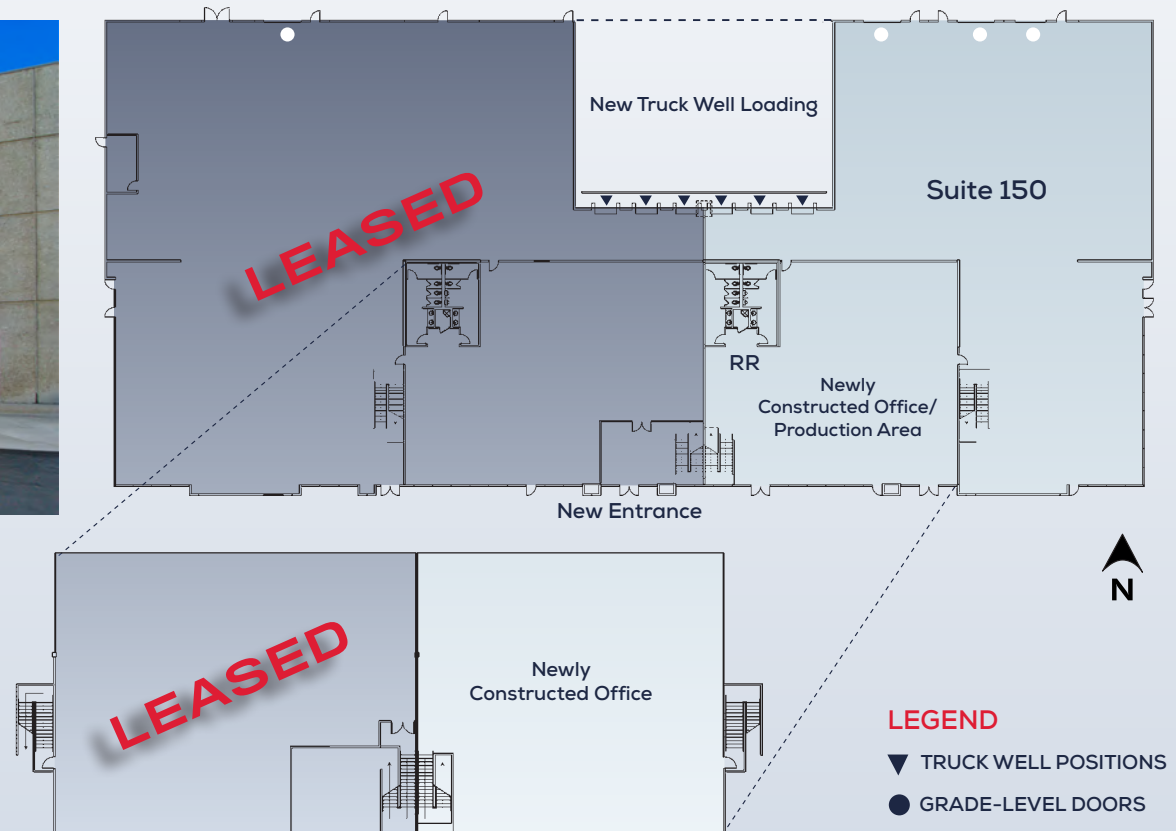 New Truck Well Loading
Suite 150
LEASED
RR
Newly
Constructed Office/
Production Area
New Entrance
N
LEASED
Newly
Constructed Office
LEGEND
TRUCK WELL POSITIONS
GRADE-LEVEL DOORS